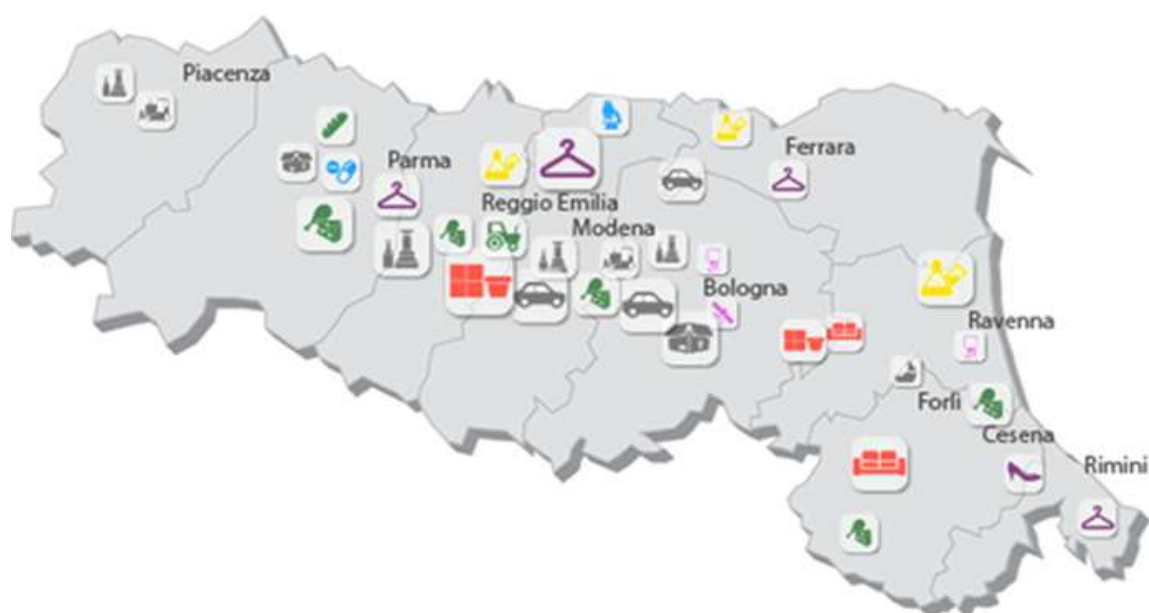 Piacenza
Parma
Ferrara
Reggio Emilia
Modena
Bologna
Ravenna
Forlì
Cesena
Rimini